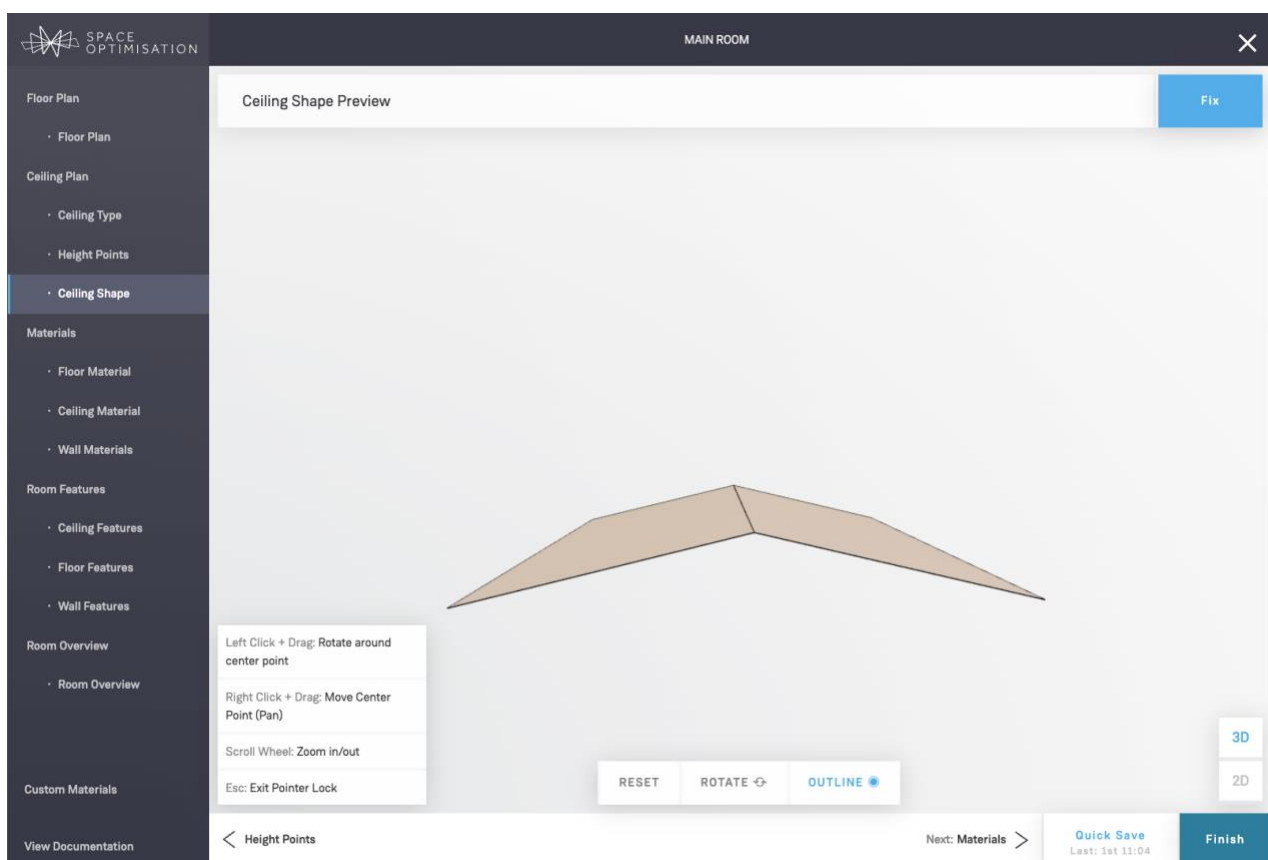 SPACE
OPTIMISATION
MAIN ROOM
Floor Plan
· Floor Plan
Ceiling Plan
· Ceiling Type
· Height Points
· Ceiling Shape
Materials
· Floor Material
· Ceiling Material
· Wall Materials
Room Features
· Ceiling Features
· Floor Features
· Wall Features
Room Overview
· Room Overview
Custom Materials
View Documentation
Ceiling Shape Preview
Fix
Left Click + Drag: Rotate around
center point
Right Click + Drag: Move Center
Point (Pan)
Scroll Wheel: Zoom in/out
Esc: Exit Pointer Lock
RESET
ROTATE
OUTLINE
3D
2D
Height Points
Next: Materials
Quick Save
Last: 1st 11:04
Finish